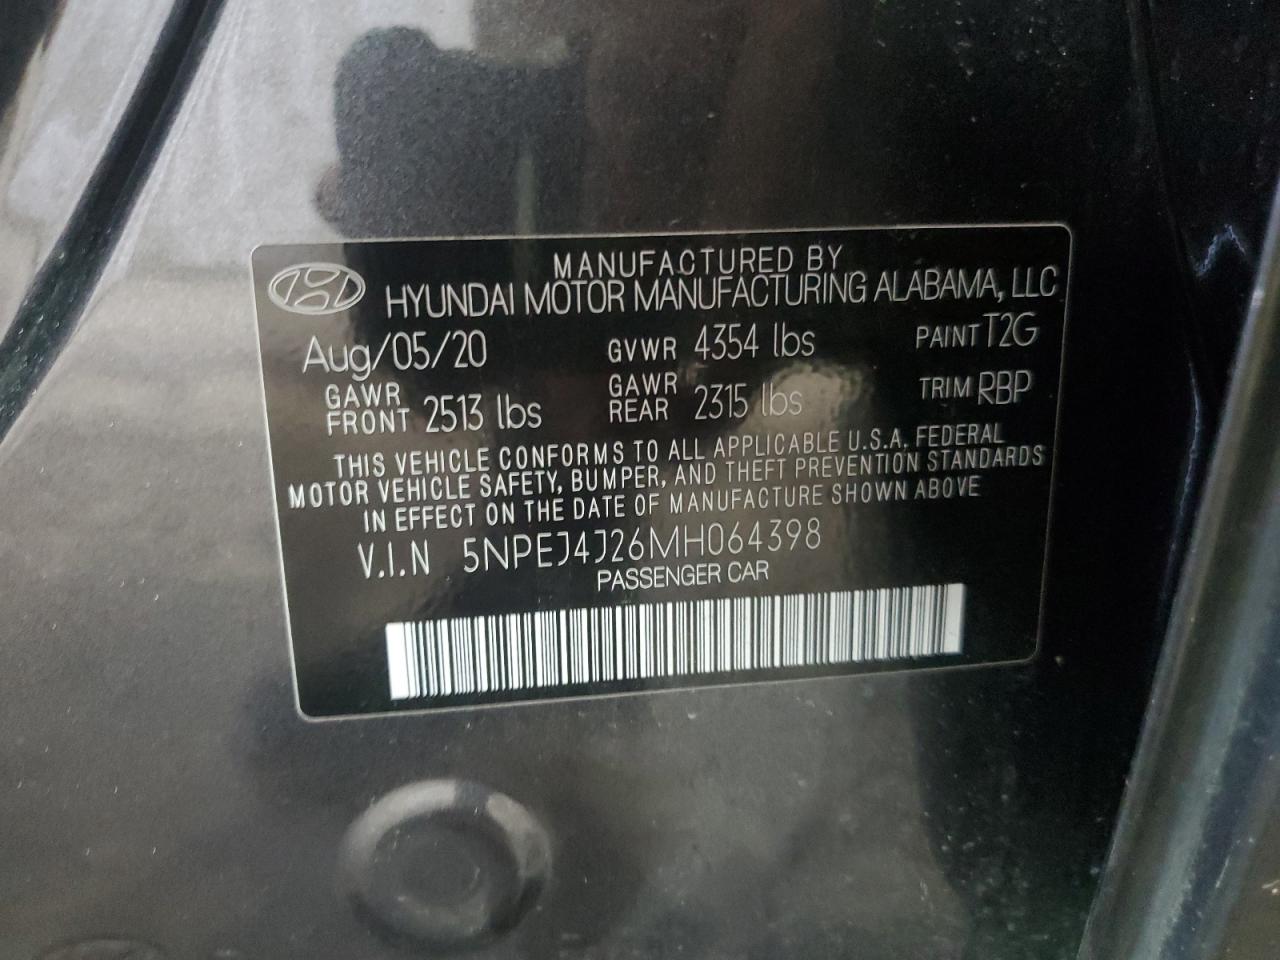 MANUFACTURED BY
HYUNDAI MOTOR MANUFACTURING ALABAMA, LLC
Aug/05/20 GVWR 4354 lbs PAINT T2G
GAWR FRONT 2513 lbs GAWR REAR 2315 lbs TRIM RBP
THIS VEHICLE CONFORMS TO ALL APPLICABLE U.S.A. FEDERAL
MOTOR VEHICLE SAFETY, BUMPER, AND THEFT PREVENTION STANDARDS
IN EFFECT ON THE DATE OF MANUFACTURE SHOWN ABOVE
V.I.N 5NPEJ4J26MH064398
PASSENGER CAR